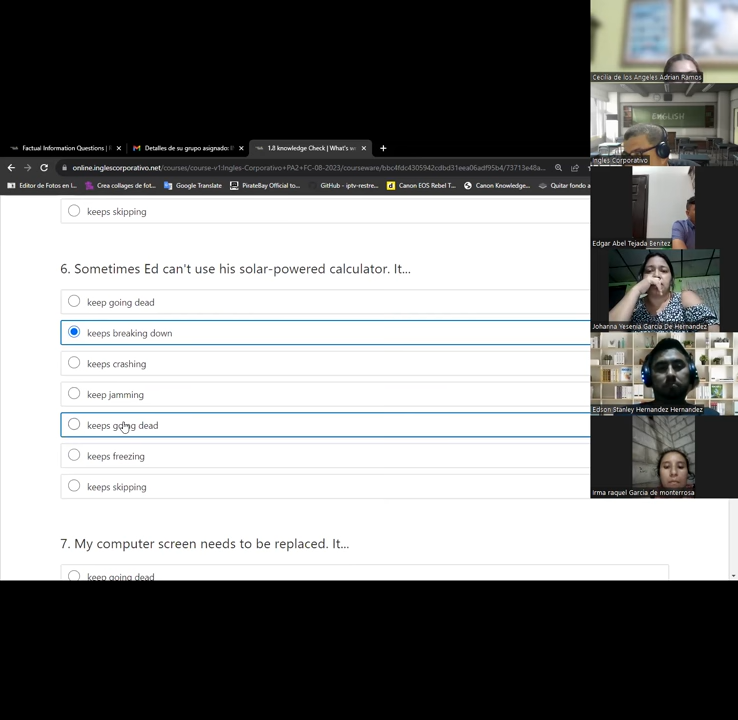 Cecilia de los Angeles Adrian Ramos
ENGLISH
Ingles Corporativo
Edgar Abel Tejada Benitez
Johanna Yesenia Garcia De Hernandez
Edson Stanley Hernandez Hernandez
Irma raquel Garcia de monterrosa
Factual Information Questions |
Detalles de su grupo asignado:
1.8 knowledge Check | What's
online.inglescorporativo.net/courses/course-v1:Ingles-Corporativo+PA2+FC-08-2023/courseware/bbc4fdc4305942cdbd31eea06adf95b4/73713e48a...
Editor de Fotos en l...
Crea collages de fot...
Google Translate
PirateBay Official to...
GitHub - iptv-restre...
Canon EOS Rebel T...
Canon Knowledge...
Quitar fondo a
keeps skipping
6. Sometimes Ed can't use his solar-powered calculator. It...
keep going dead
keeps breaking down
keeps crashing
keep jamming
keeps going dead
keeps freezing
keeps skipping
7. My computer screen needs to be replaced. It...
keep going dead